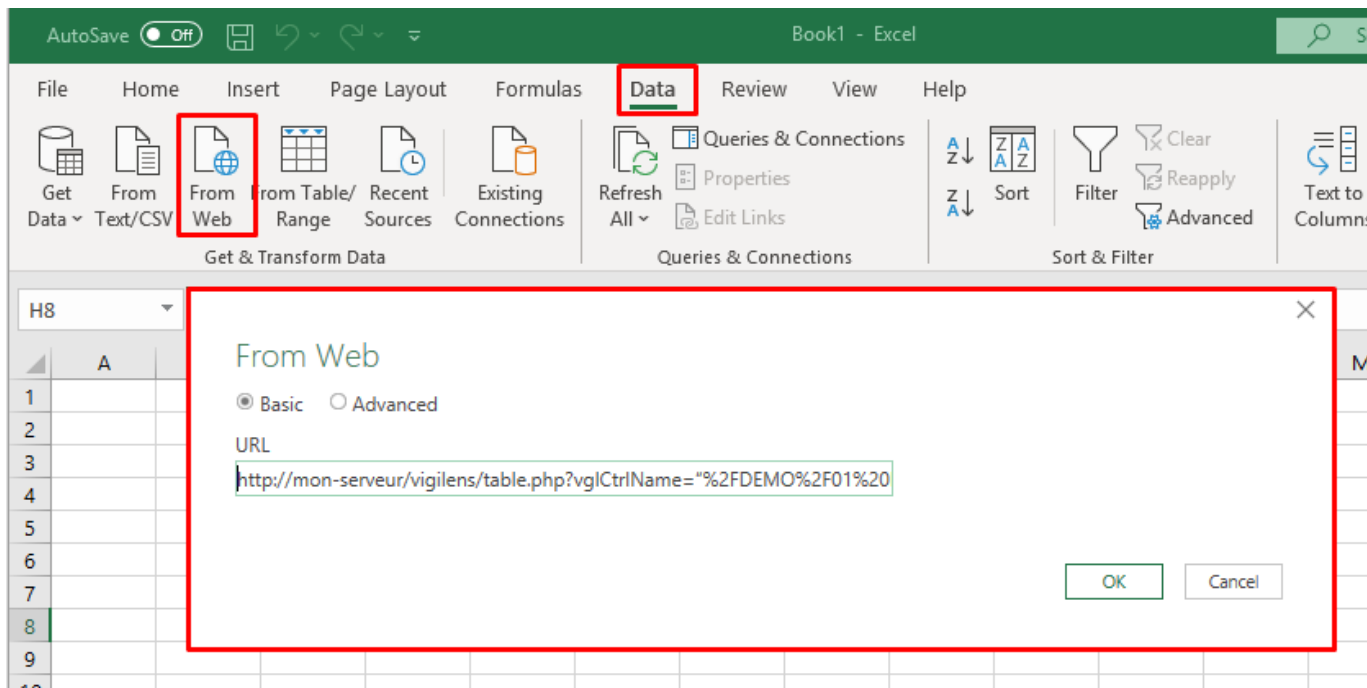 AutoSave Off Book1 - Excel S
File Home Insert Page Layout Formulas Data Review View Help
Get Data From Text/CSV From Web From Table/ Range Recent Sources Existing Connections Refresh All Queries & Connections Properties Edit Links A Z Z A Z A A Z Sort Filter Clear Reapply Advanced Text to Columns
Get & Transform Data Queries & Connections Sort & Filter
H8
A M
From Web
Basic Advanced
URL
http://mon-serveur/vigilens/table.php?vglCtrlName="%2FDEMO%2F01%20
OK Cancel
1
2
3
4
5
6
7
8
9
10